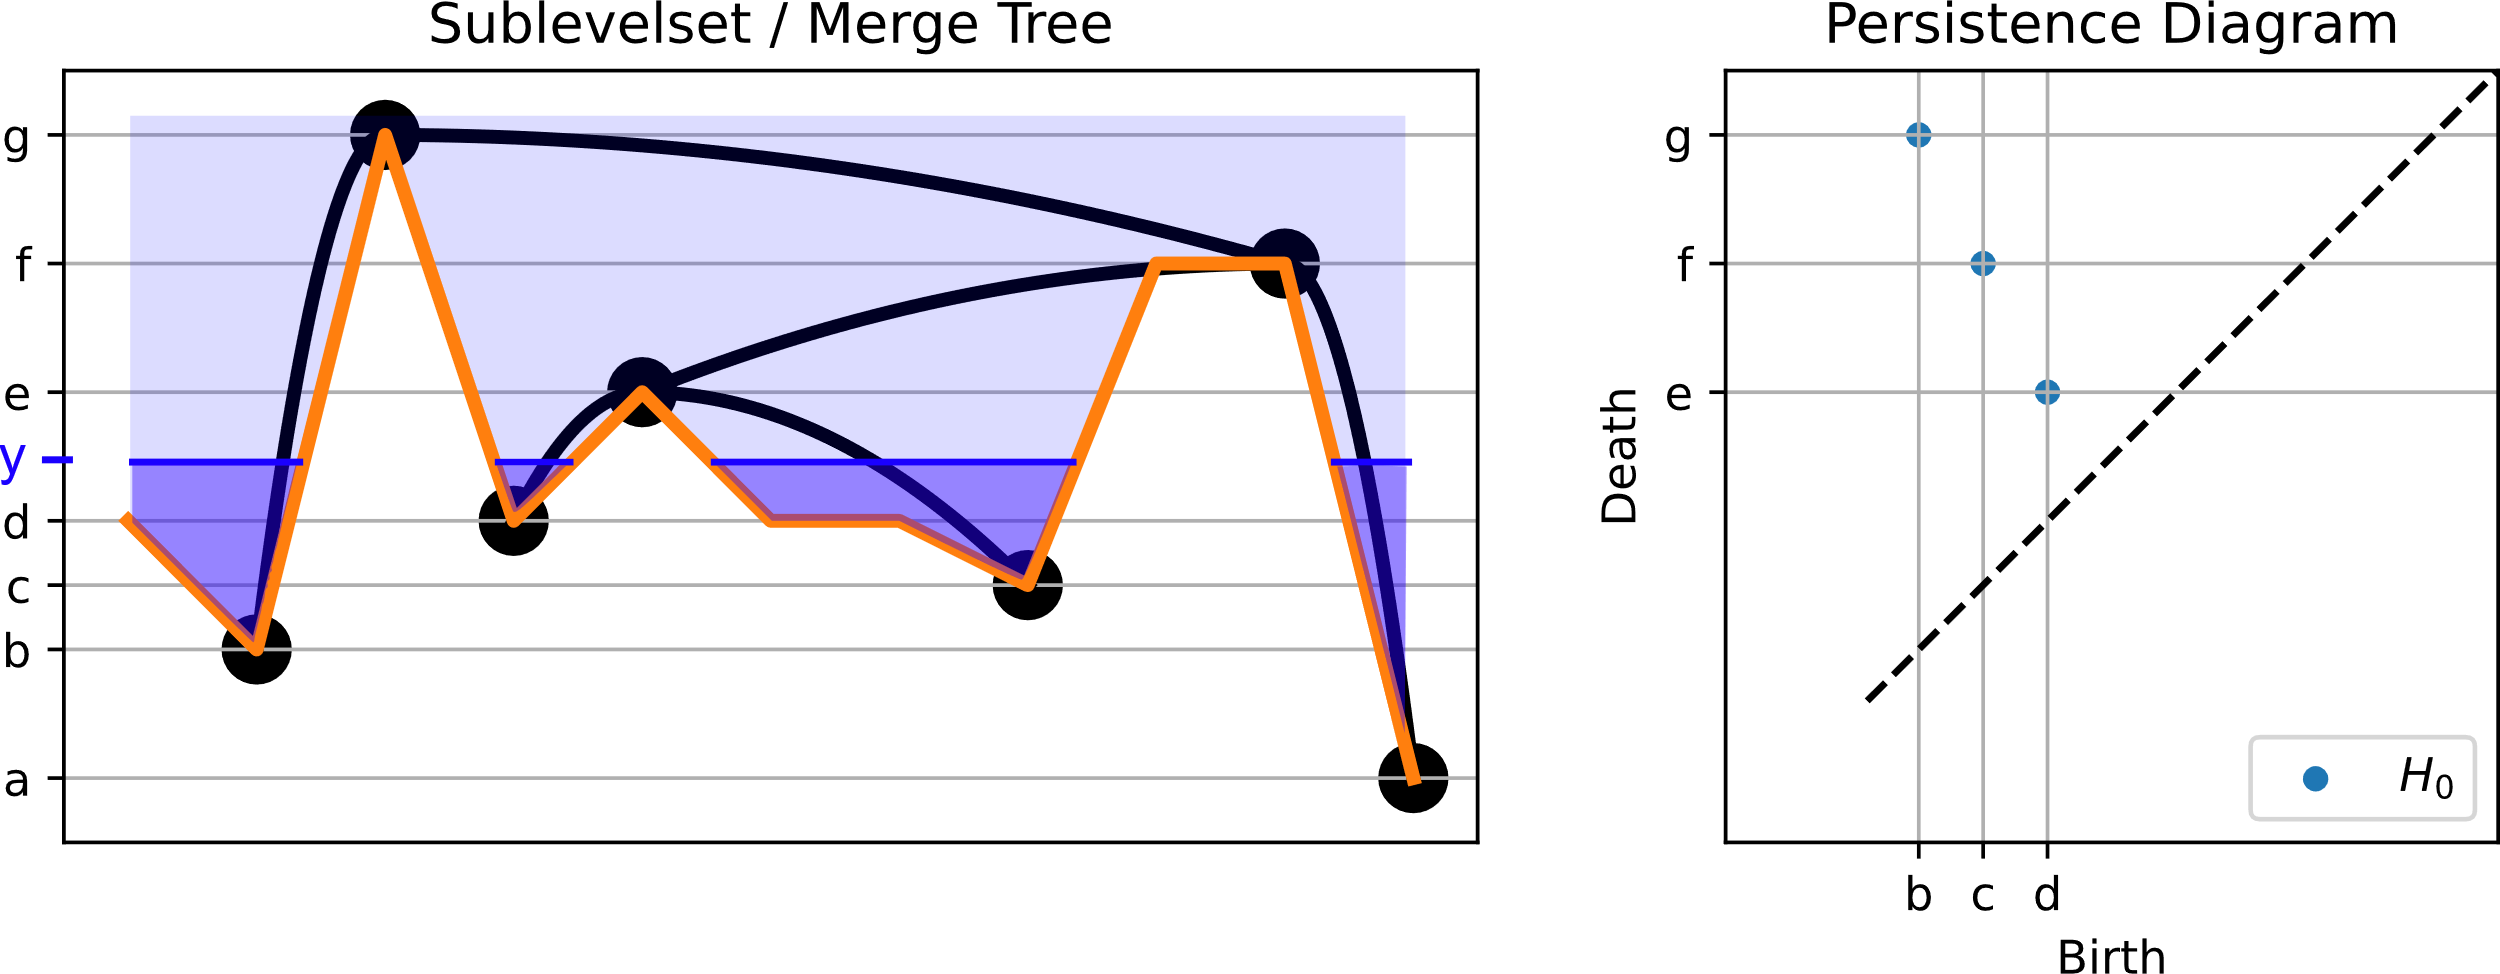 Sublevelset / Merge Tree
g
f
e
y
d
c
b
a
Persistence Diagram
g
f
e
Death
H0
b c d
Birth